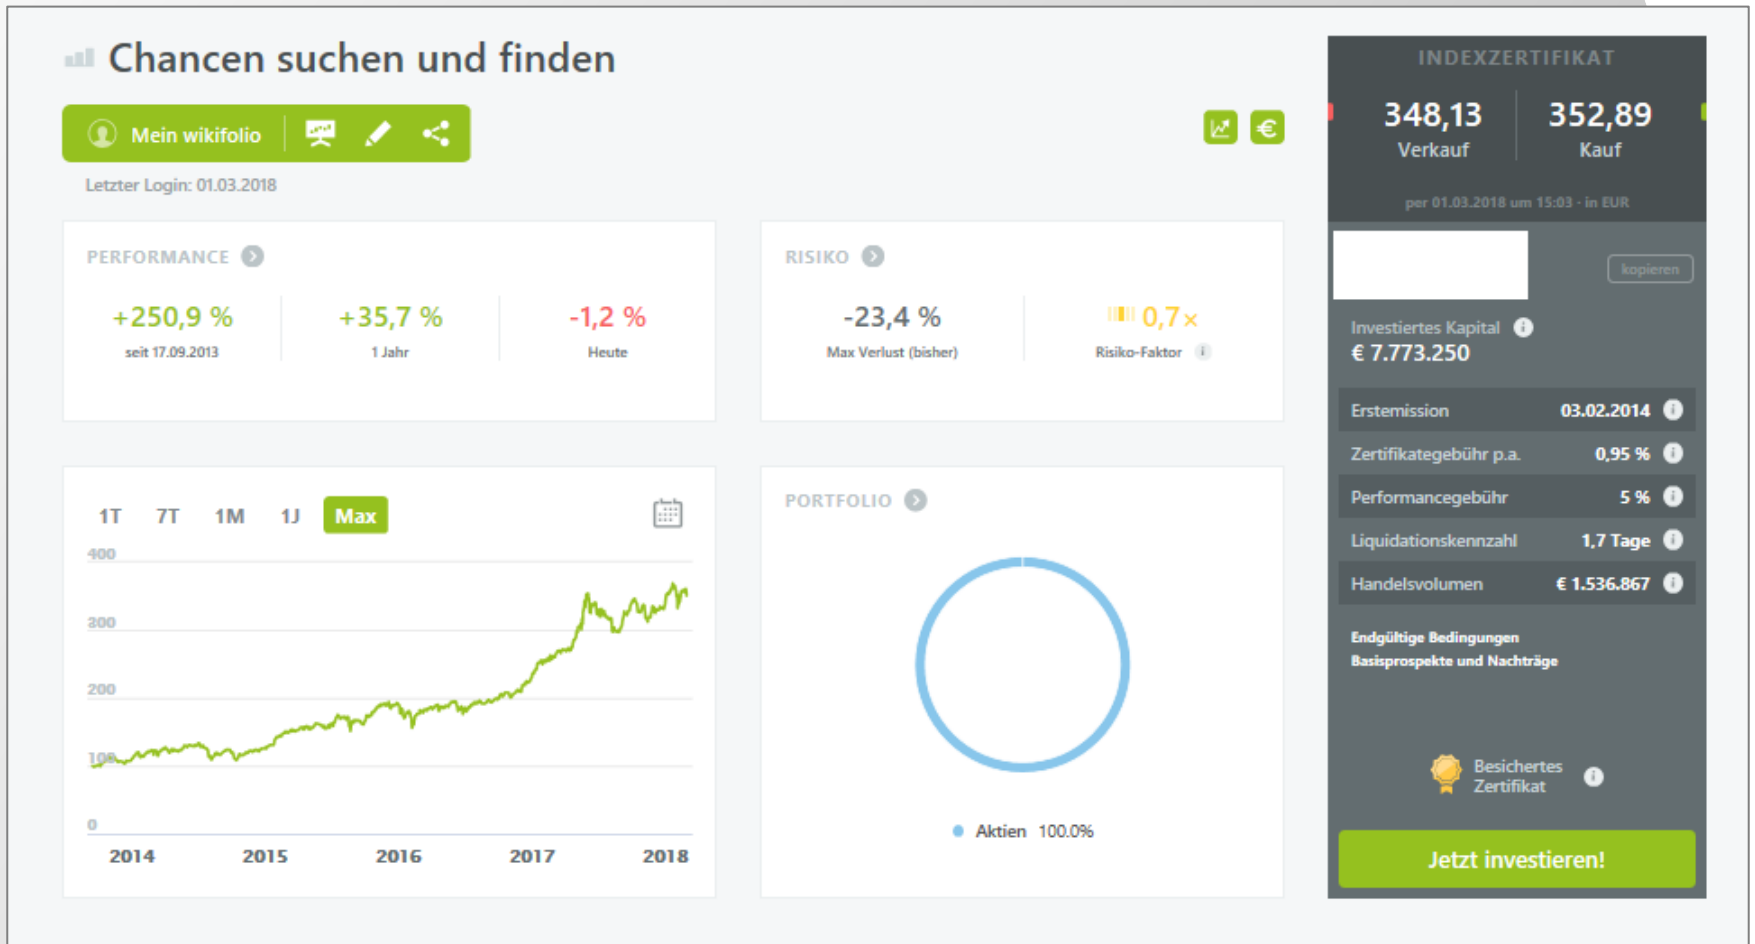 Chancen suchen und finden
Mein wikifolio
Letzter Login: 01.03.2018
PERFORMANCE
+250,9 %
seit 17.09.2013
+35,7 %
1 Jahr
-1,2 %
Heute
RISIKO
-23,4 %
Max Verlust (bisher)
0,7×
Risiko-Faktor i
1T 7T 1M 1J Max
400
300
200
100
0
2014 2015 2016 2017 2018
PORTFOLIO
Aktien 100.0%
INDEXZERTIFIKAT
348,13
Verkauf
352,89
Kauf
per 01.03.2018 um 15:03 - in EUR
kopieren
Investiertes Kapital i
€ 7.773.250
Erstemission 03.02.2014 i
Zertifikategebühr p.a. 0,95 % i
Performancegebühr 5 % i
Liquidationskennzahl 1,7 Tage i
Handelsvolumen € 1.536.867 i
Endgültige Bedingungen
Basisprospekte und Nachträge
Besichertes
Zertifikat i
Jetzt investieren!